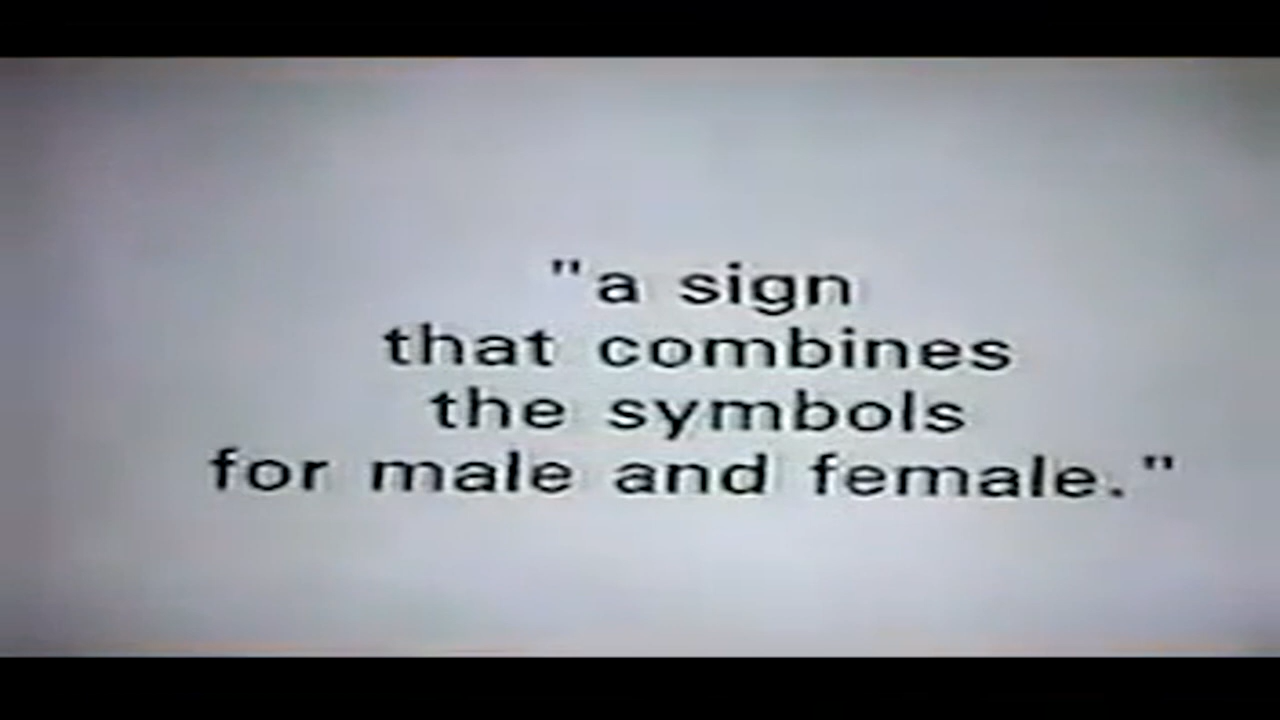 "a sign
that combines
the symbols
for male and female."